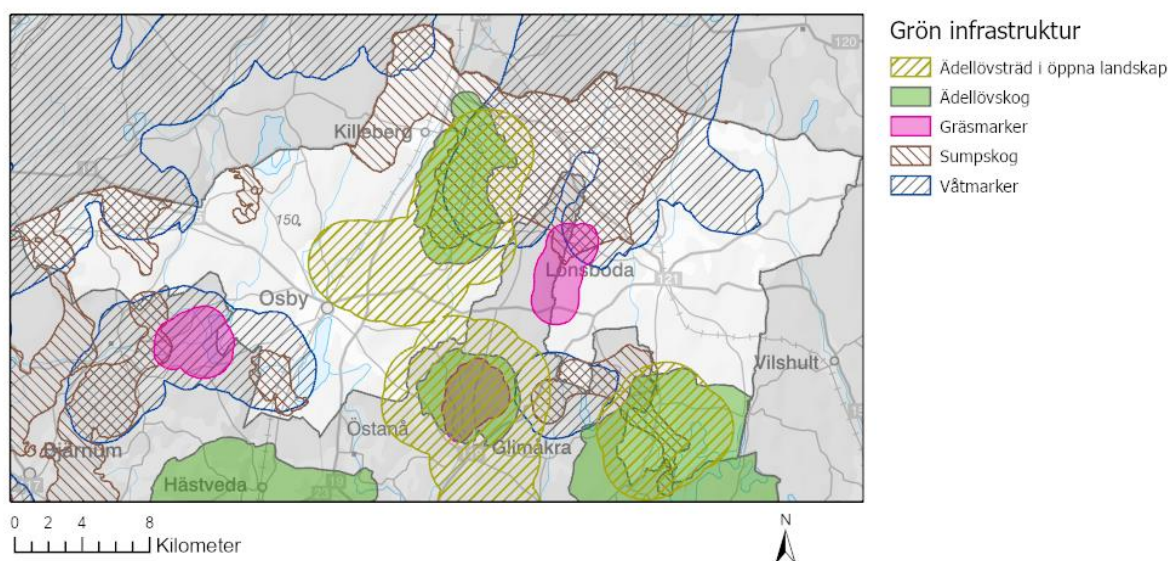 Grön infrastruktur
Ädellövsträd i öppna landskap
Ädellövskog
Gräsmarker
Sumpskog
Våtmarker
120
Killeberg
150
Lönsboda
121
Osby
Vilshult
Östanå
Glimåkra
Bjärnum
Hästveda
0 2 4 8
Kilometer
N